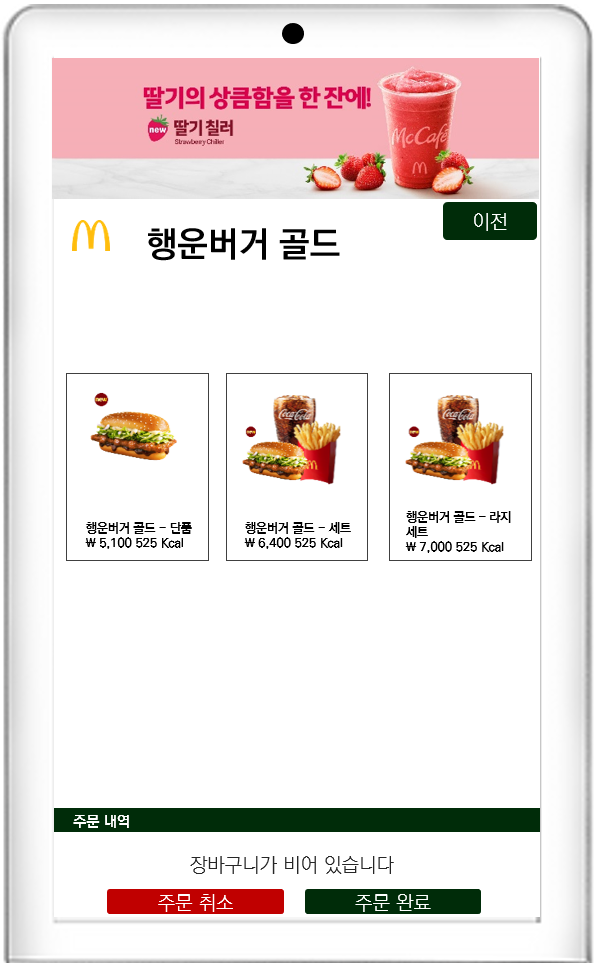 딸기의 상큼함을 한 잔에!
new 딸기 칠러
Strawberry Chiller
McCafé
이전
행운버거 골드
new
new
new
Coca-Cola
Coca-Cola
행운버거 골드 - 단품
₩ 5,100 525 Kcal
행운버거 골드 - 세트
₩ 6,400 525 Kcal
행운버거 골드 - 라지
세트
₩ 7,000 525 Kcal
주문 내역
장바구니가 비어 있습니다
주문 취소
주문 완료